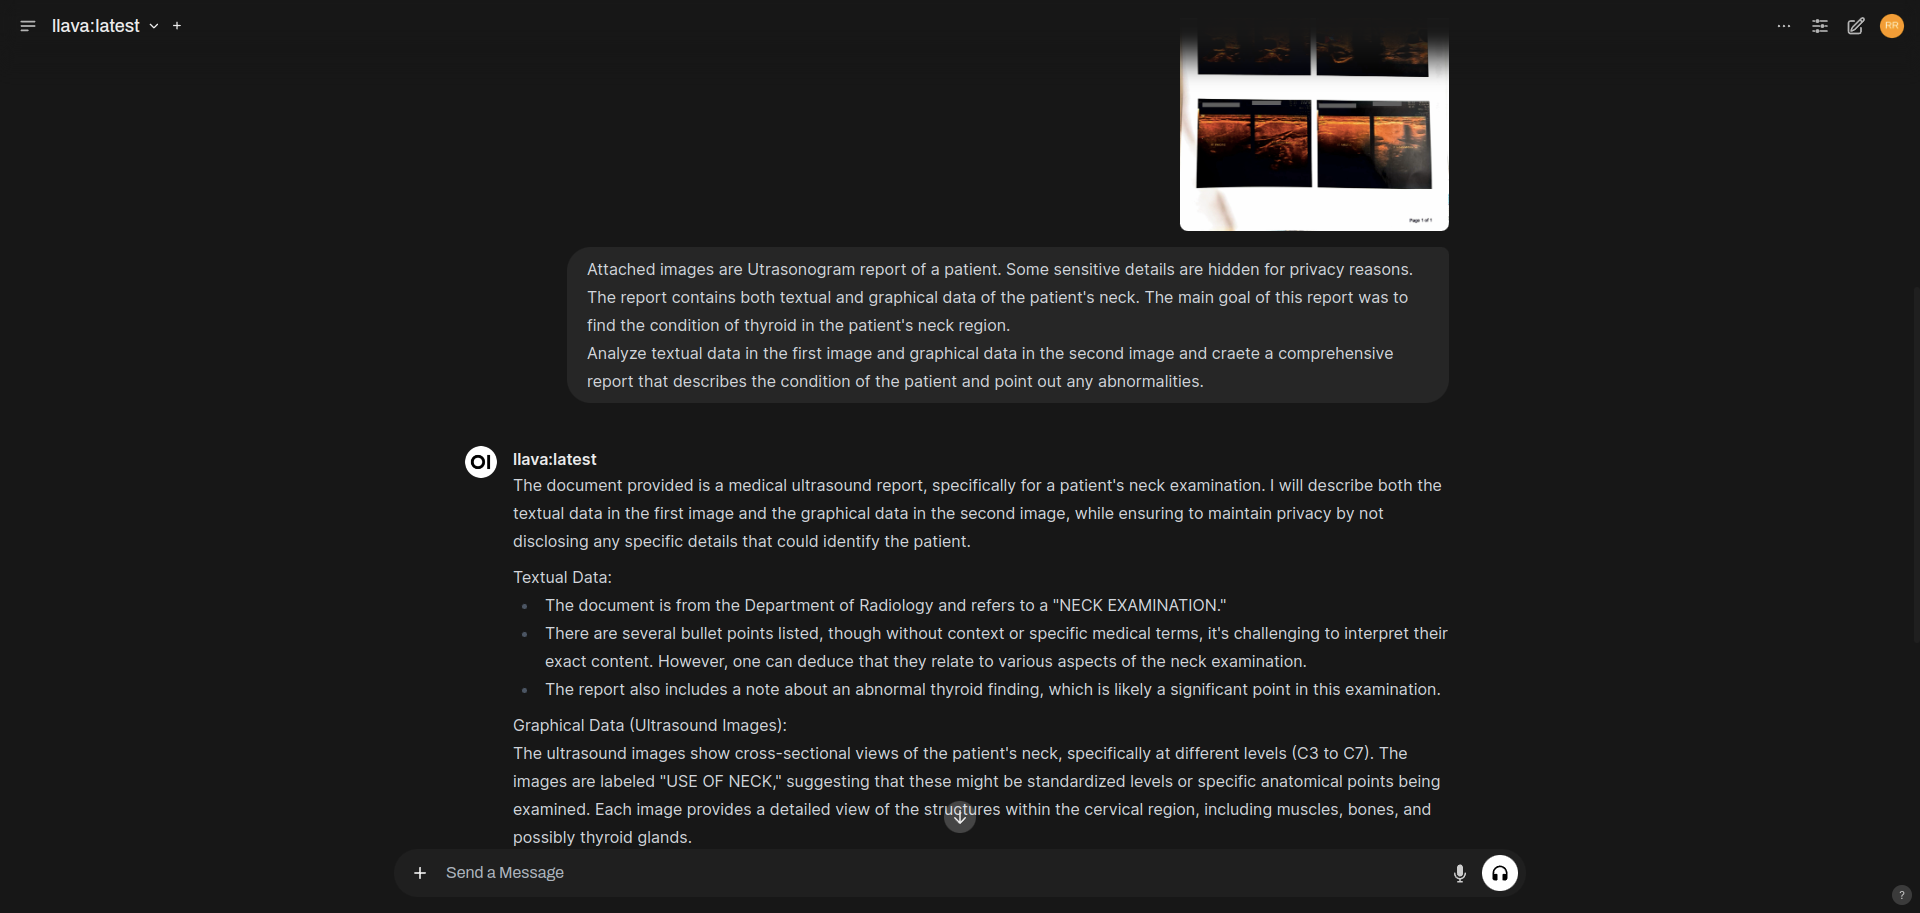 llava:latest
RR
Page 1 of 1
Attached images are Utrasonogram report of a patient. Some sensitive details are hidden for privacy reasons.
The report contains both textual and graphical data of the patient's neck. The main goal of this report was to
find the condition of thyroid in the patient's neck region.
Analyze textual data in the first image and graphical data in the second image and craete a comprehensive
report that describes the condition of the patient and point out any abnormalities.
OI
llava:latest
The document provided is a medical ultrasound report, specifically for a patient's neck examination. I will describe both the
textual data in the first image and the graphical data in the second image, while ensuring to maintain privacy by not
disclosing any specific details that could identify the patient.
Textual Data:
• The document is from the Department of Radiology and refers to a "NECK EXAMINATION."
• There are several bullet points listed, though without context or specific medical terms, it's challenging to interpret their
exact content. However, one can deduce that they relate to various aspects of the neck examination.
• The report also includes a note about an abnormal thyroid finding, which is likely a significant point in this examination.
Graphical Data (Ultrasound Images):
The ultrasound images show cross-sectional views of the patient's neck, specifically at different levels (C3 to C7). The
images are labeled "USE OF NECK," suggesting that these might be standardized levels or specific anatomical points being
examined. Each image provides a detailed view of the structures within the cervical region, including muscles, bones, and
possibly thyroid glands.
Send a Message
?